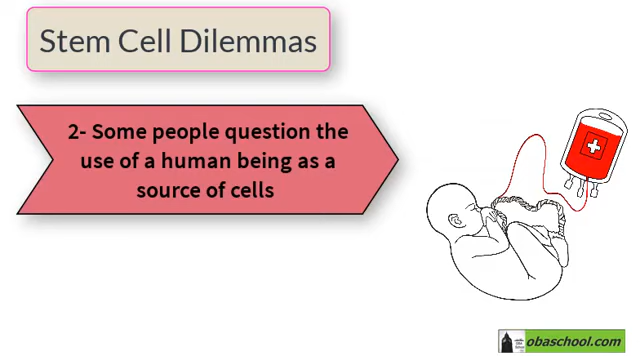 Stem Cell Dilemmas
2- Some people question the
use of a human being as a
source of cells
obaschool.com